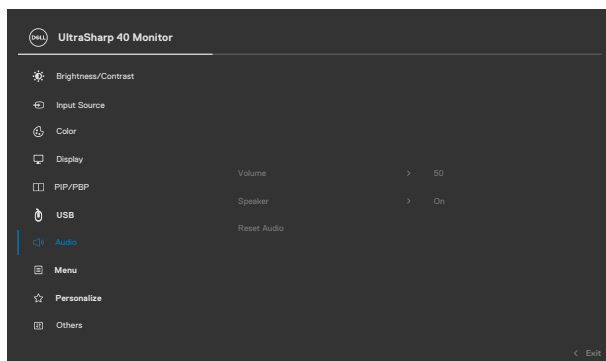 DELL UltraSharp 40 Monitor
Brightness/Contrast
Input Source
Color
Display
PIP/PBP
USB
Audio
Menu
Personalize
Others
Volume > 50
Speaker > On
Reset Audio
< Exit